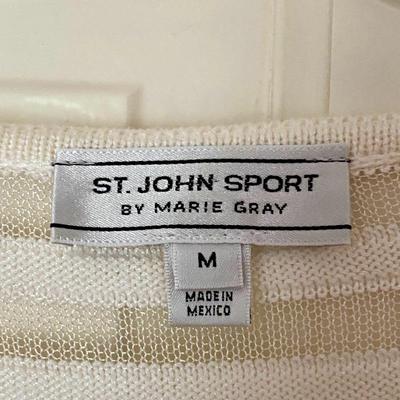 ST. JOHN SPORT
BY MARIE GRAY
M
MADE IN
MEXICO